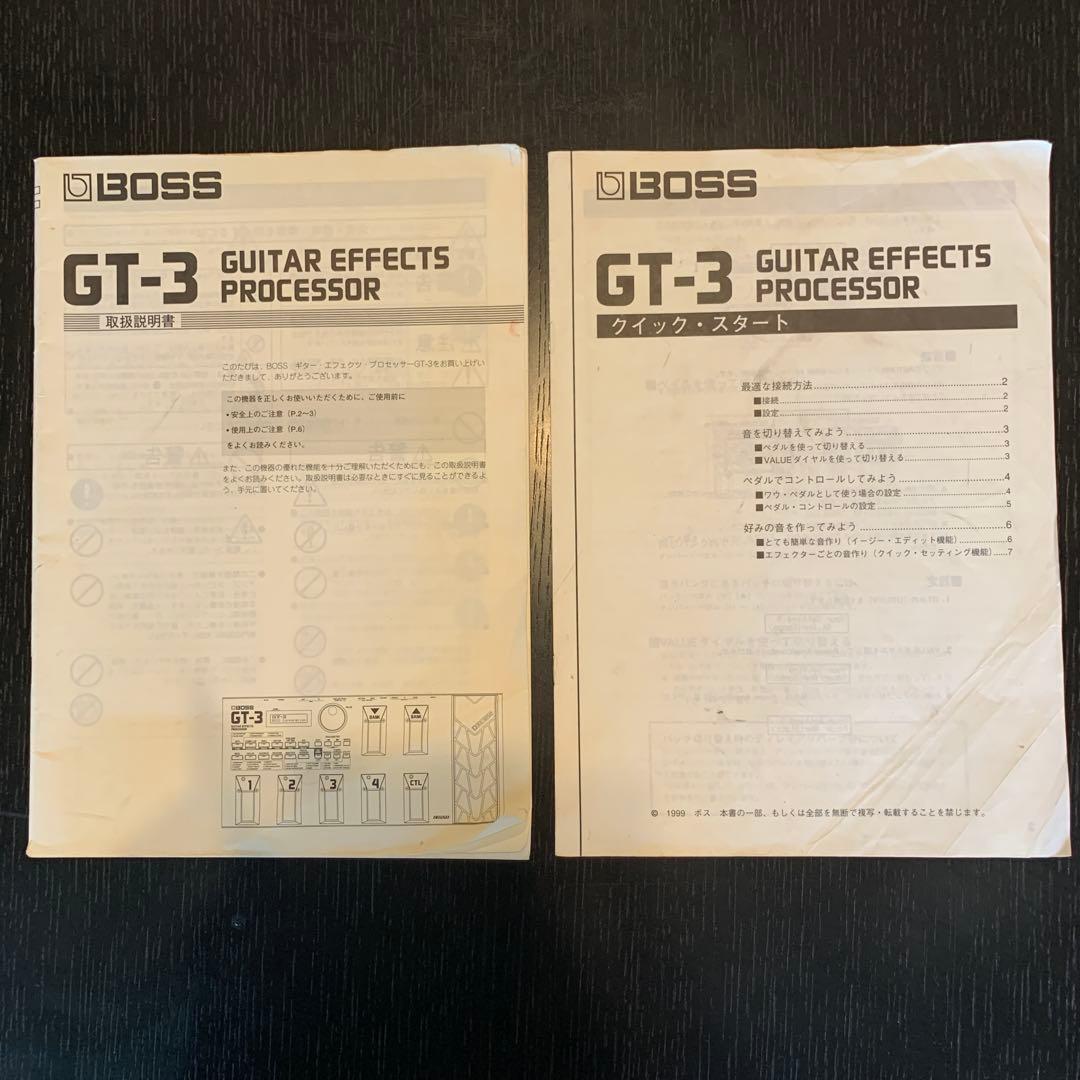 BOSS
GT-3 GUITAR EFFECTS
PROCESSOR
取扱説明書
このたびは、BOSS ギター・エフェクツ・プロセッサーGT-3をお買い上げい
ただきまして、ありがとうございます。
この機器を正しくお使いいただくために、ご使用前に
・安全上のご注意（P.2〜3）
・使用上のご注意（P.6）
をよくお読みください。
また、この機器の優れた機能を十分ご理解いただくためにも、この取扱説明書
をよくお読みください。取扱説明書は必要なときにすぐに見ることができるよ
う、手元に置いてください。
BOSS
GT-3
GUITAR EFFECTS
PROCESSOR
BANK
BANK
1
2
3
4
CTL
BOSS
GT-3 GUITAR EFFECTS
PROCESSOR
クイック・スタート
最適な接続方法...2
■接続...2
■設定...2
音を切り替えてみよう...3
■ペダルを使って切り替える...3
■VALUEダイヤルを使って切り替える...3
ペダルでコントロールしてみよう...4
■ワウ・ペダルとして使う場合の設定...4
■ペダル・コントロールの設定...5
好みの音を作ってみよう...6
■とても簡単な音作り（イージー・エディット機能）...6
■エフェクターごとの音作り（クイック・セッティング機能）...7
© 1999 ボス 本書の一部、もしくは全部を無断で複写・転載することを禁じます。